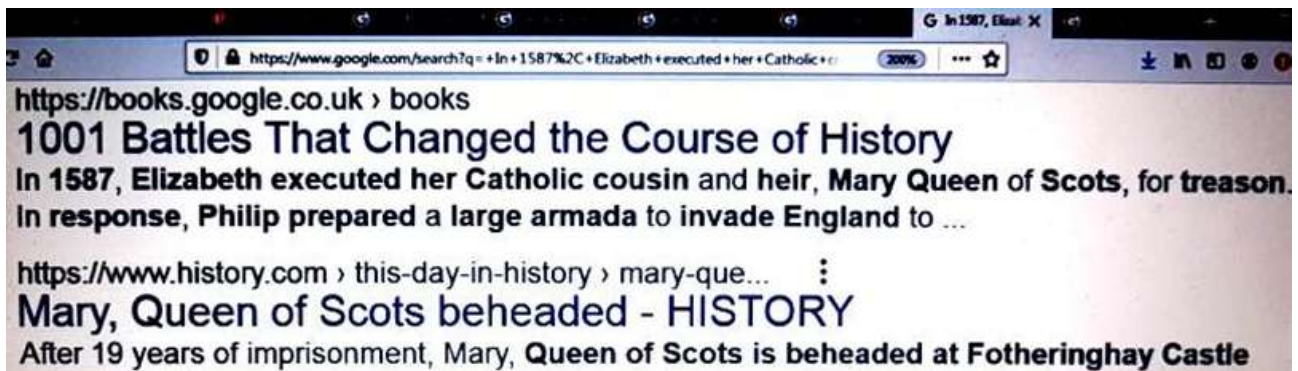 G In 1587, Elizab
https://www.google.com/search?q=+In+1587%2C+Elizabeth+executed+her+Catholic+c
200%
https://books.google.co.uk › books
1001 Battles That Changed the Course of History
In 1587, Elizabeth executed her Catholic cousin and heir, Mary Queen of Scots, for treason.
In response, Philip prepared a large armada to invade England to ...
https://www.history.com › this-day-in-history › mary-que...
Mary, Queen of Scots beheaded - HISTORY
After 19 years of imprisonment, Mary, Queen of Scots is beheaded at Fotheringhay Castle